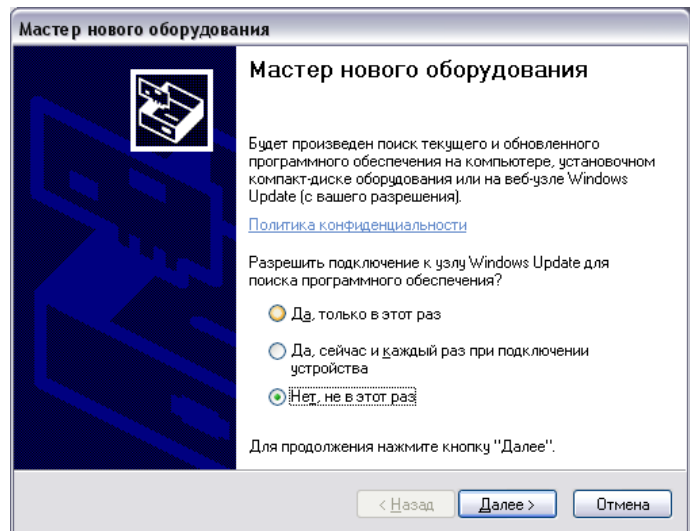 Мастер нового оборудования
Мастер нового оборудования
Будет произведен поиск текущего и обновленного
программного обеспечения на компьютере, установочном
компакт-диске оборудования или на веб-узле Windows
Update (с вашего разрешения).
Политика конфиденциальности
Разрешить подключение к узлу Windows Update для
поиска программного обеспечения?
Да, только в этот раз
Да, сейчас и каждый раз при подключении
устройства
Нет, не в этот раз
Для продолжения нажмите кнопку "Далее".
< Назад Далее > Отмена